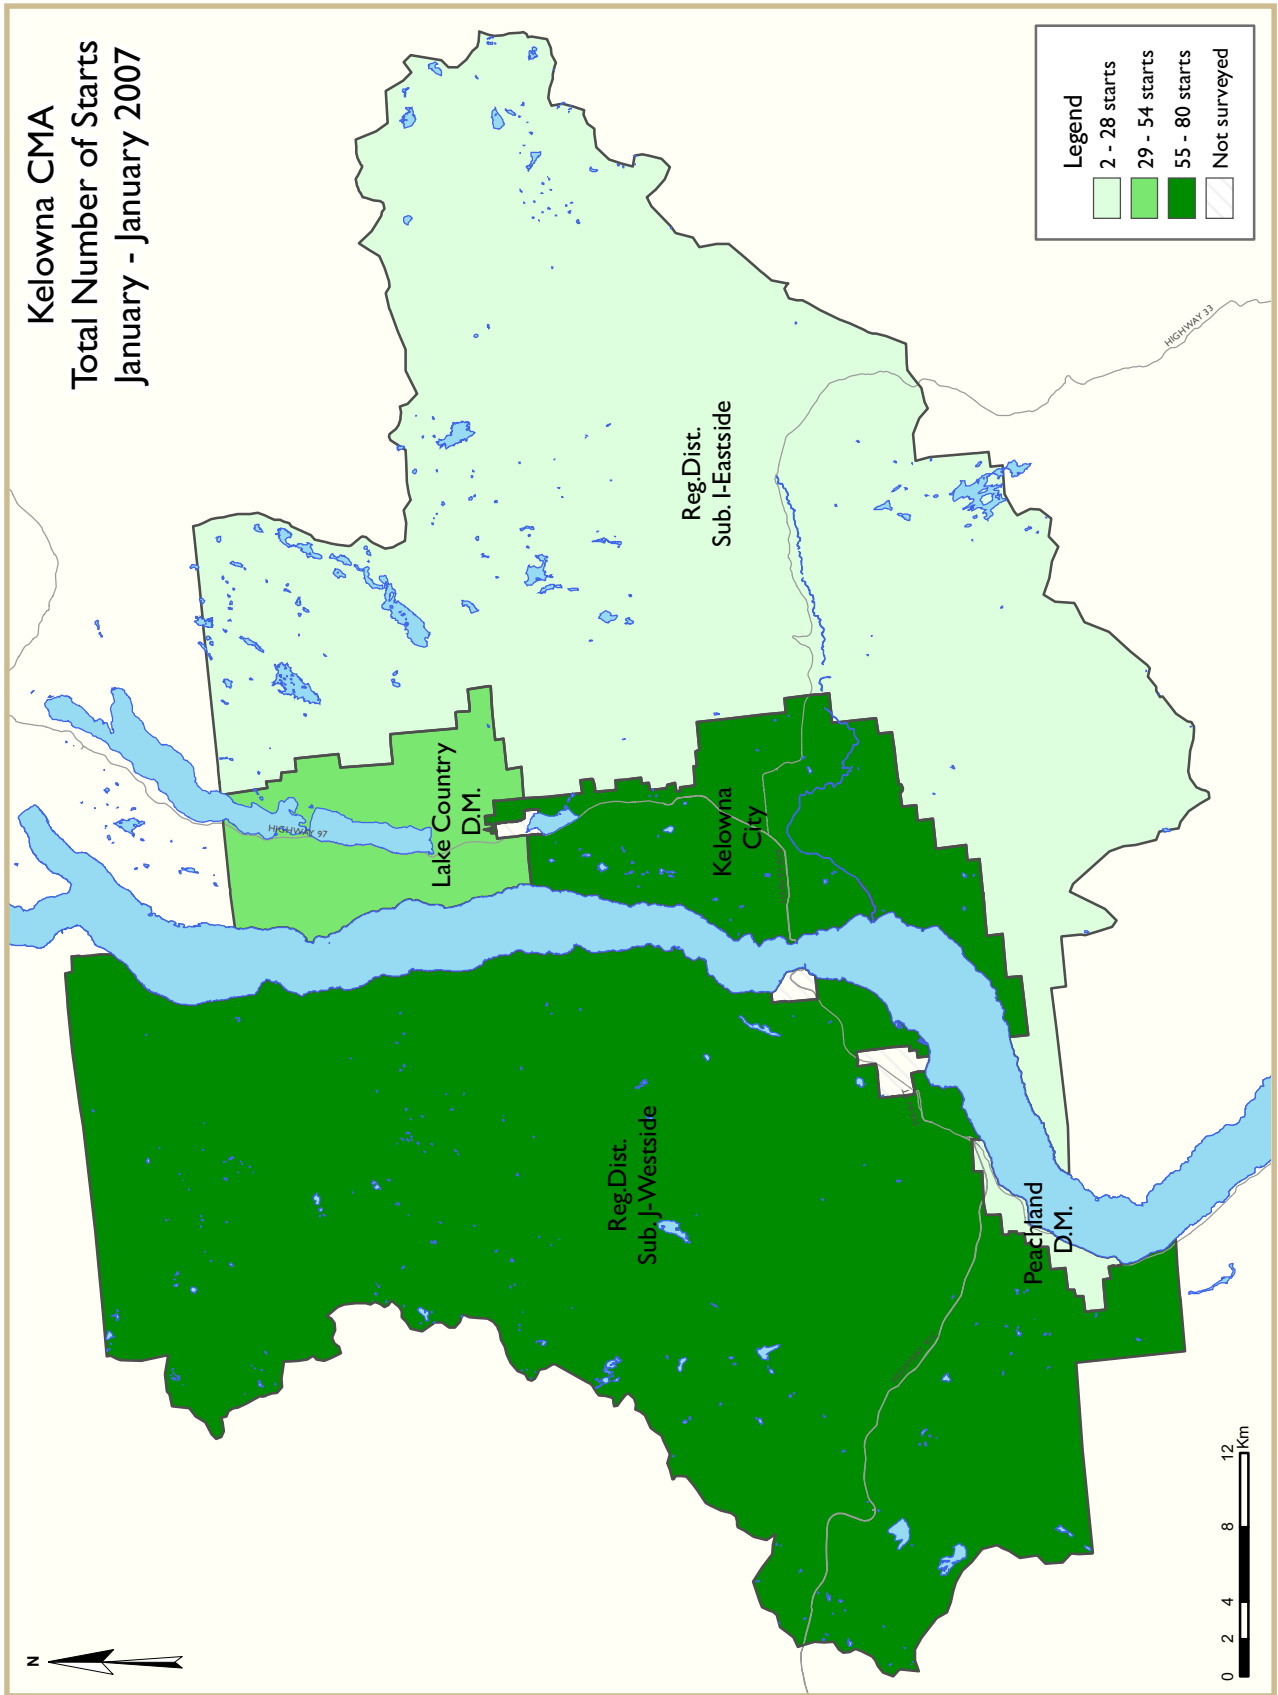 Kelowna CMA
Total Number of Starts
January - January 2007
Legend
2 - 28 starts
29 - 54 starts
55 - 80 starts
Not surveyed
HIGHWAY 33
Reg.Dist.
Sub. I-Eastside
Lake Country
D.M.
HIGHWAY 97
Kelowna
City
Reg.Dist.
Sub. J-Westside
Peachland
D.M.
N
0 2 4 8 12
Km